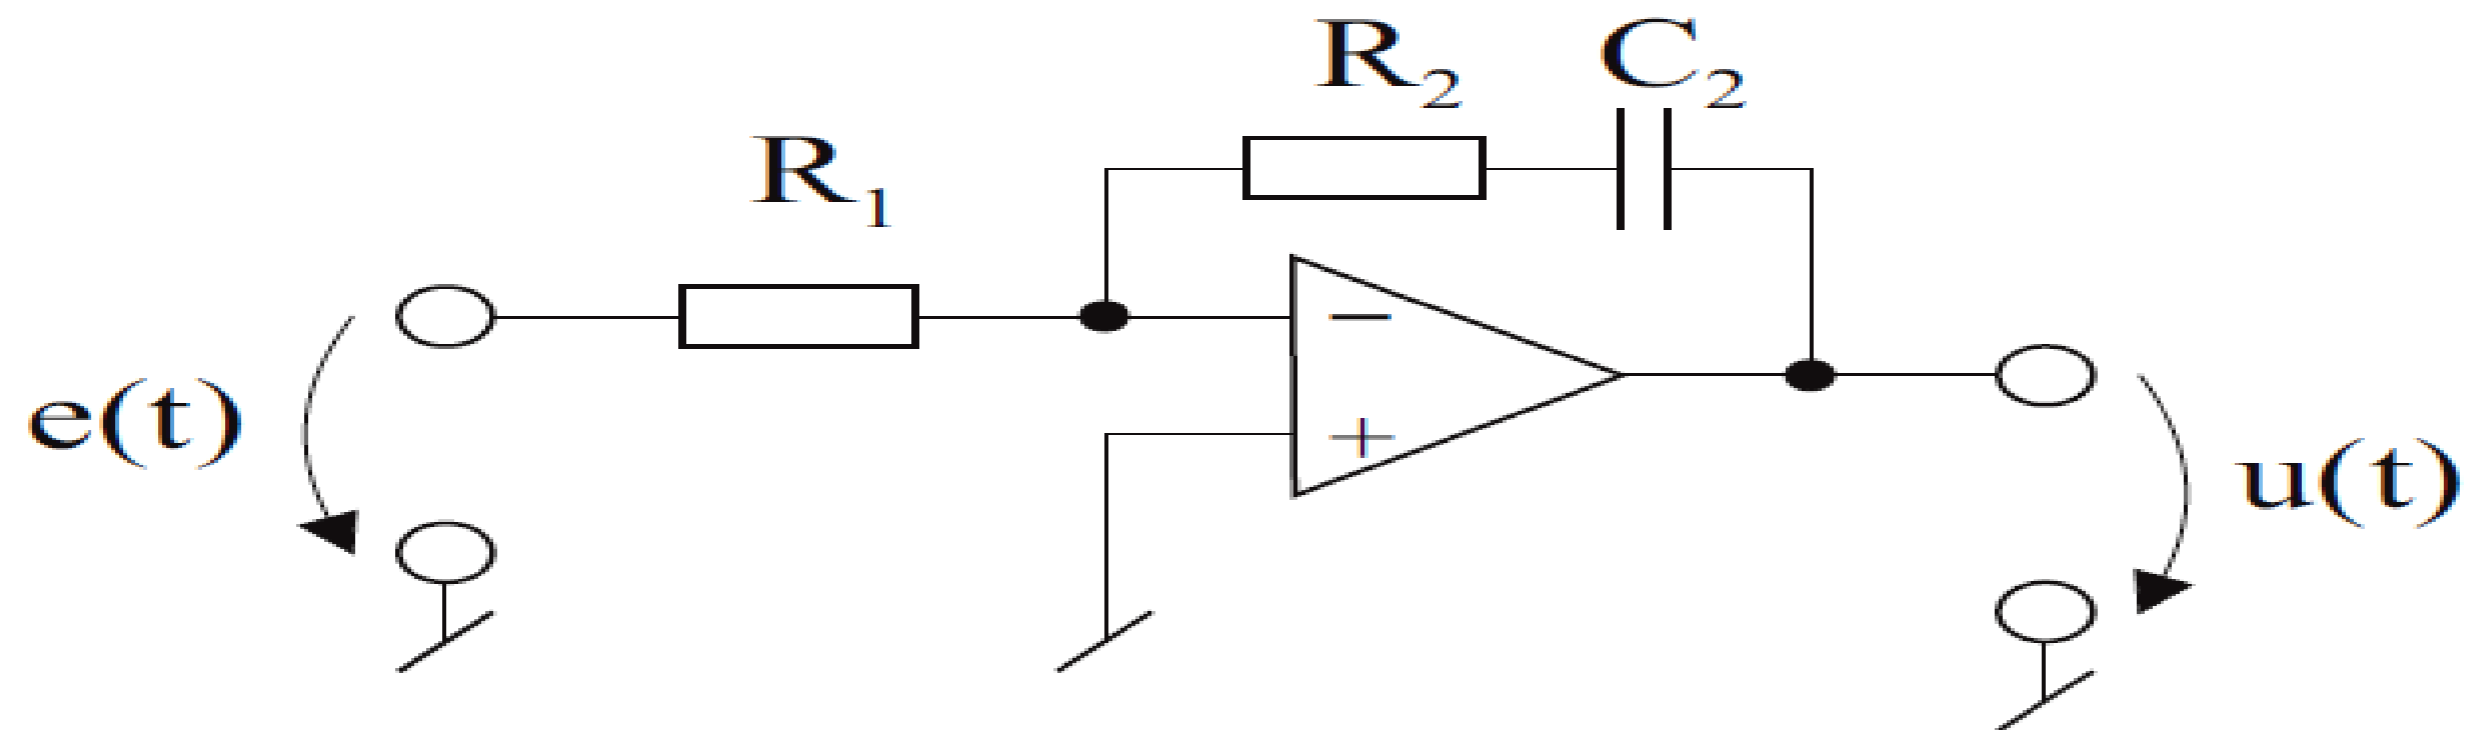 R₂ C₂
R₁
−
e(t)
+
u(t)